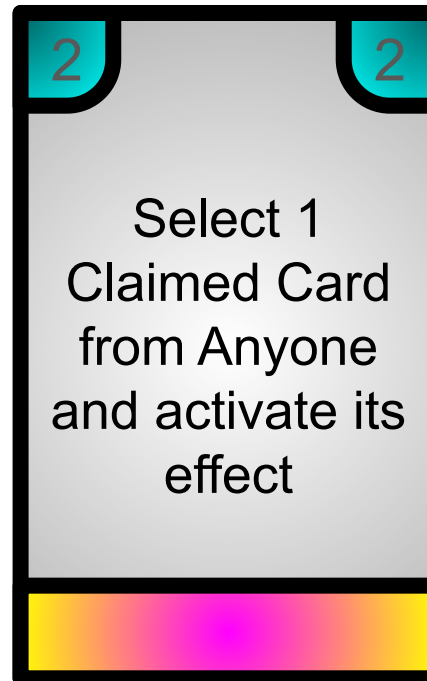 2 2
Select 1
Claimed Card
from Anyone
and activate its
effect